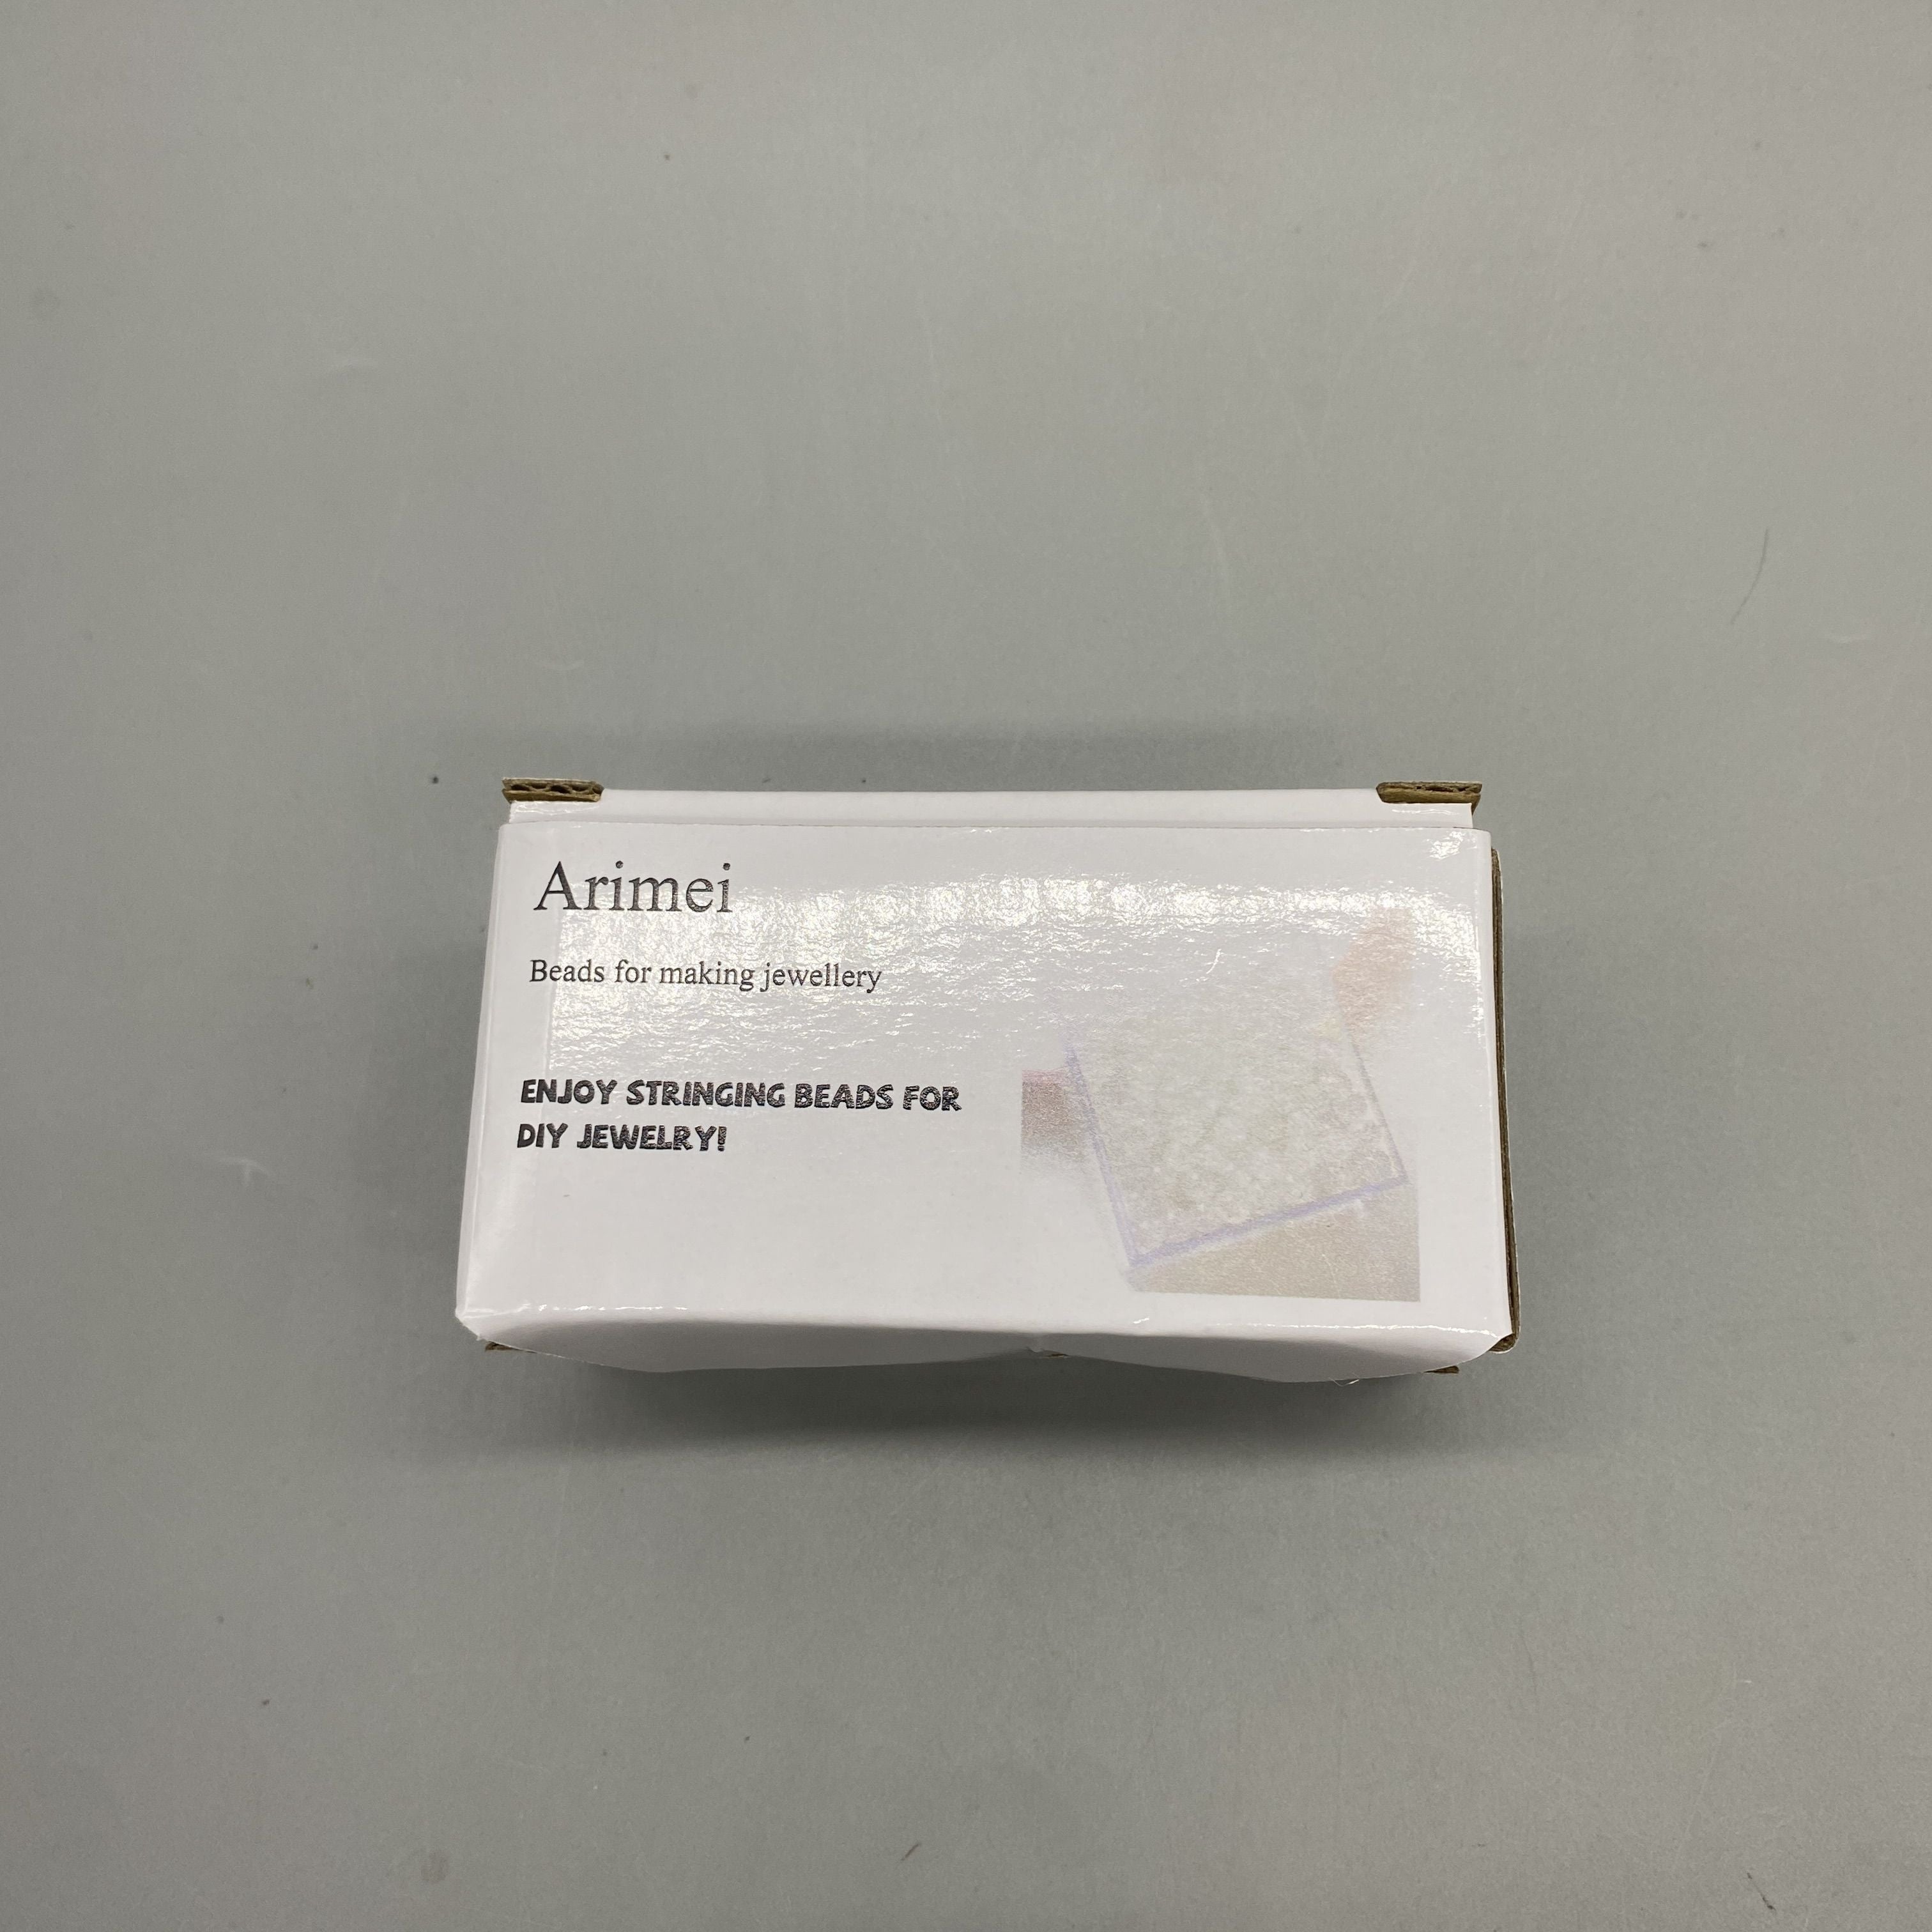 Arimei
Beads for making jewellery
ENJOY STRINGING BEADS FOR
DIY JEWELRY!